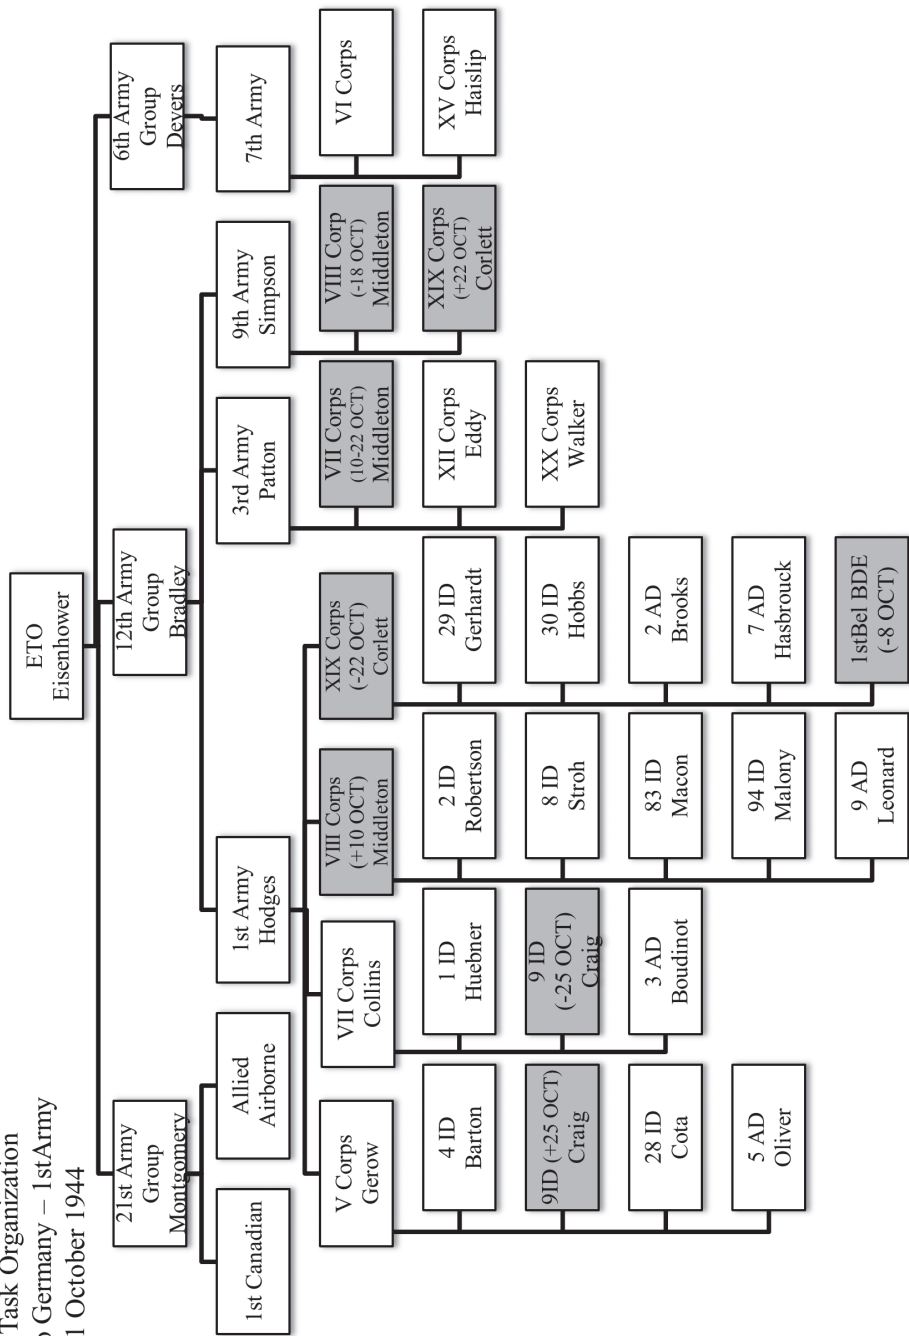 Task Organization
Germany – 1stArmy
1 October 1944
ETO
Eisenhower
21st Army
Group
Montgomery
12th Army
Group
Bradley
6th Army
Group
Devers
1st Canadian
Allied
Airborne
1st Army
Hodges
3rd Army
Patton
9th Army
Simpson
7th Army
V Corps
Gerow
VII Corps
Collins
VIII Corps
(+10 OCT)
Middleton
XIX Corps
(-22 OCT)
Corlett
VII Corps
(10-22 OCT)
Middleton
VIII Corp
(-18 OCT)
Middleton
VI Corps
4 ID
Barton
1 ID
Huebner
2 ID
Robertson
29 ID
Gerhardt
XII Corps
Eddy
XIX Corps
(+22 OCT)
Corlett
XV Corps
Haislip
9ID (+25 OCT)
Craig
9 ID
(-25 OCT)
Craig
8 ID
Stroh
30 ID
Hobbs
XX Corps
Walker
28 ID
Cota
3 AD
Boudinot
83 ID
Macon
2 AD
Brooks
5 AD
Oliver
94 ID
Malony
7 AD
Hasbrouck
9 AD
Leonard
1stBel BDE
(-8 OCT)